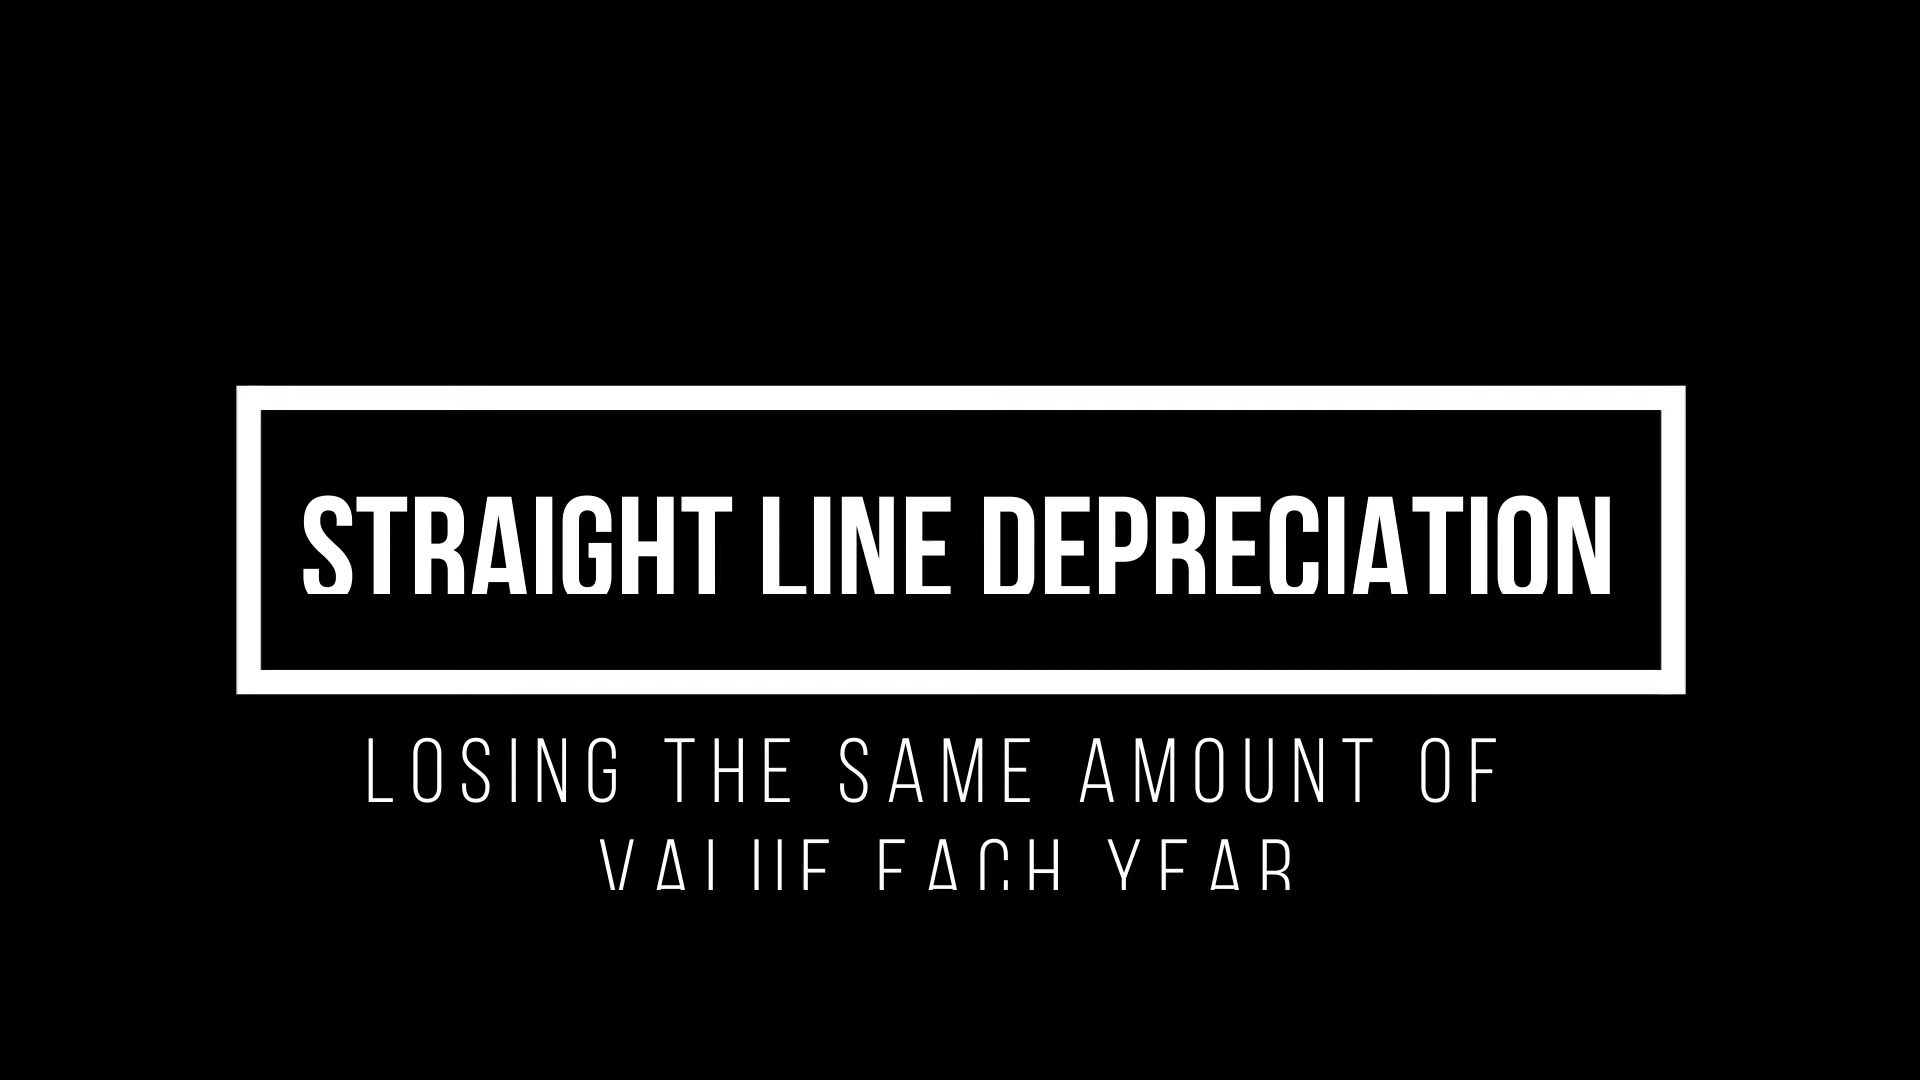 STRAIGHT LINE DEPRECIATION
LOSING THE SAME AMOUNT OF
VALUE EACH YEAR